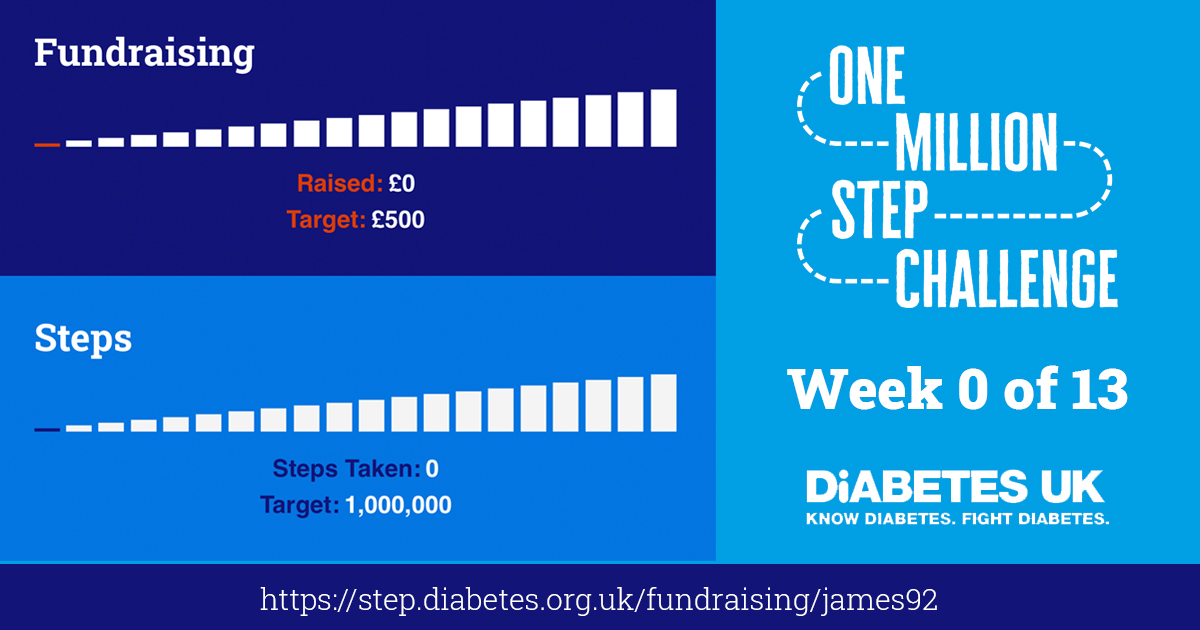 Fundraising
Raised: £0
Target: £500
Steps
Steps Taken: 0
Target: 1,000,000
ONE
MILLION
STEP
CHALLENGE
Week 0 of 13
DiABETES UK
KNOW DIABETES. FIGHT DIABETES.
https://step.diabetes.org.uk/fundraising/james92